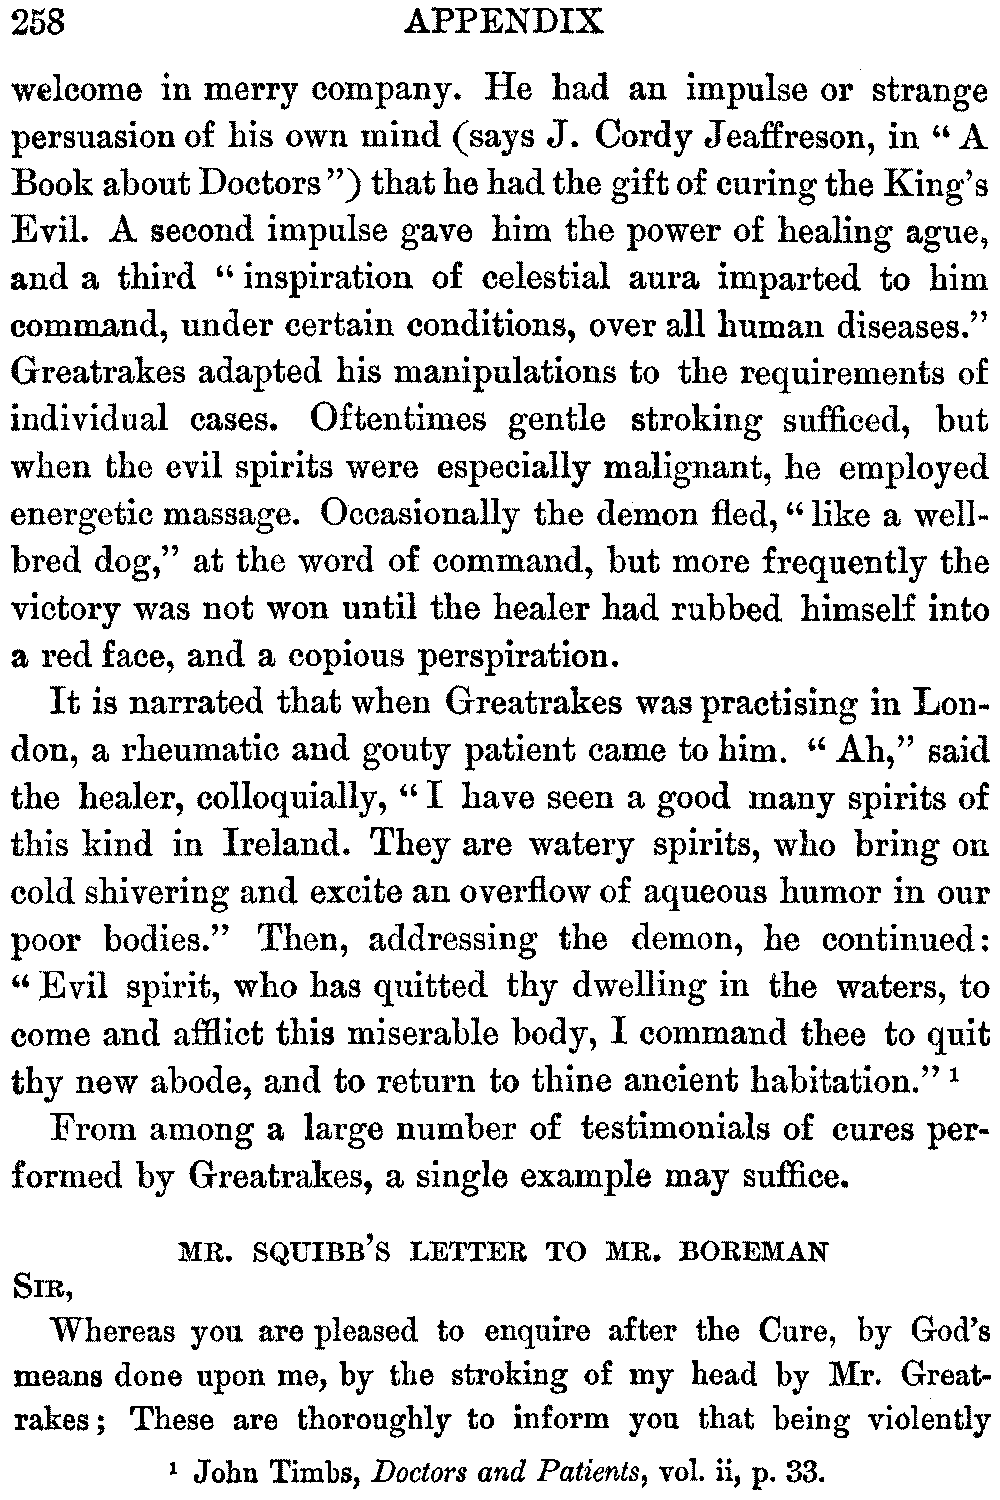 258 APPENDIX
welcome in merry company. He had an impulse or strange
persuasion of his own mind (says J. Cordy Jeaffreson, in “ A
Book about Doctors ”) that he had the gift of curing the King’s
Evil. A second impulse gave him the power of healing ague,
and a third “ inspiration of celestial aura imparted to him
command, under certain conditions, over all human diseases.”
Greatrakes adapted his manipulations to the requirements of
individual cases. Oftentimes gentle stroking sufficed, but
when the evil spirits were especially malignant, he employed
energetic massage. Occasionally the demon fled, “ like a well-
bred dog,” at the word of command, but more frequently the
victory was not won until the healer had rubbed himself into
a red face, and a copious perspiration.
It is narrated that when Greatrakes was practising in Lon-
don, a rheumatic and gouty patient came to him. “ Ah,” said
the healer, colloquially, “ I have seen a good many spirits of
this kind in Ireland. They are watery spirits, who bring on
cold shivering and excite an overflow of aqueous humor in our
poor bodies.” Then, addressing the demon, he continued:
“ Evil spirit, who has quitted thy dwelling in the waters, to
come and afflict this miserable body, I command thee to quit
thy new abode, and to return to thine ancient habitation.” ¹
From among a large number of testimonials of cures per-
formed by Greatrakes, a single example may suffice.
MR. SQUIBB’S LETTER TO MR. BOREMAN
SIR,
Whereas you are pleased to enquire after the Cure, by God’s
means done upon me, by the stroking of my head by Mr. Great-
rakes; These are thoroughly to inform you that being violently
¹ John Timbs, Doctors and Patients, vol. ii, p. 33.